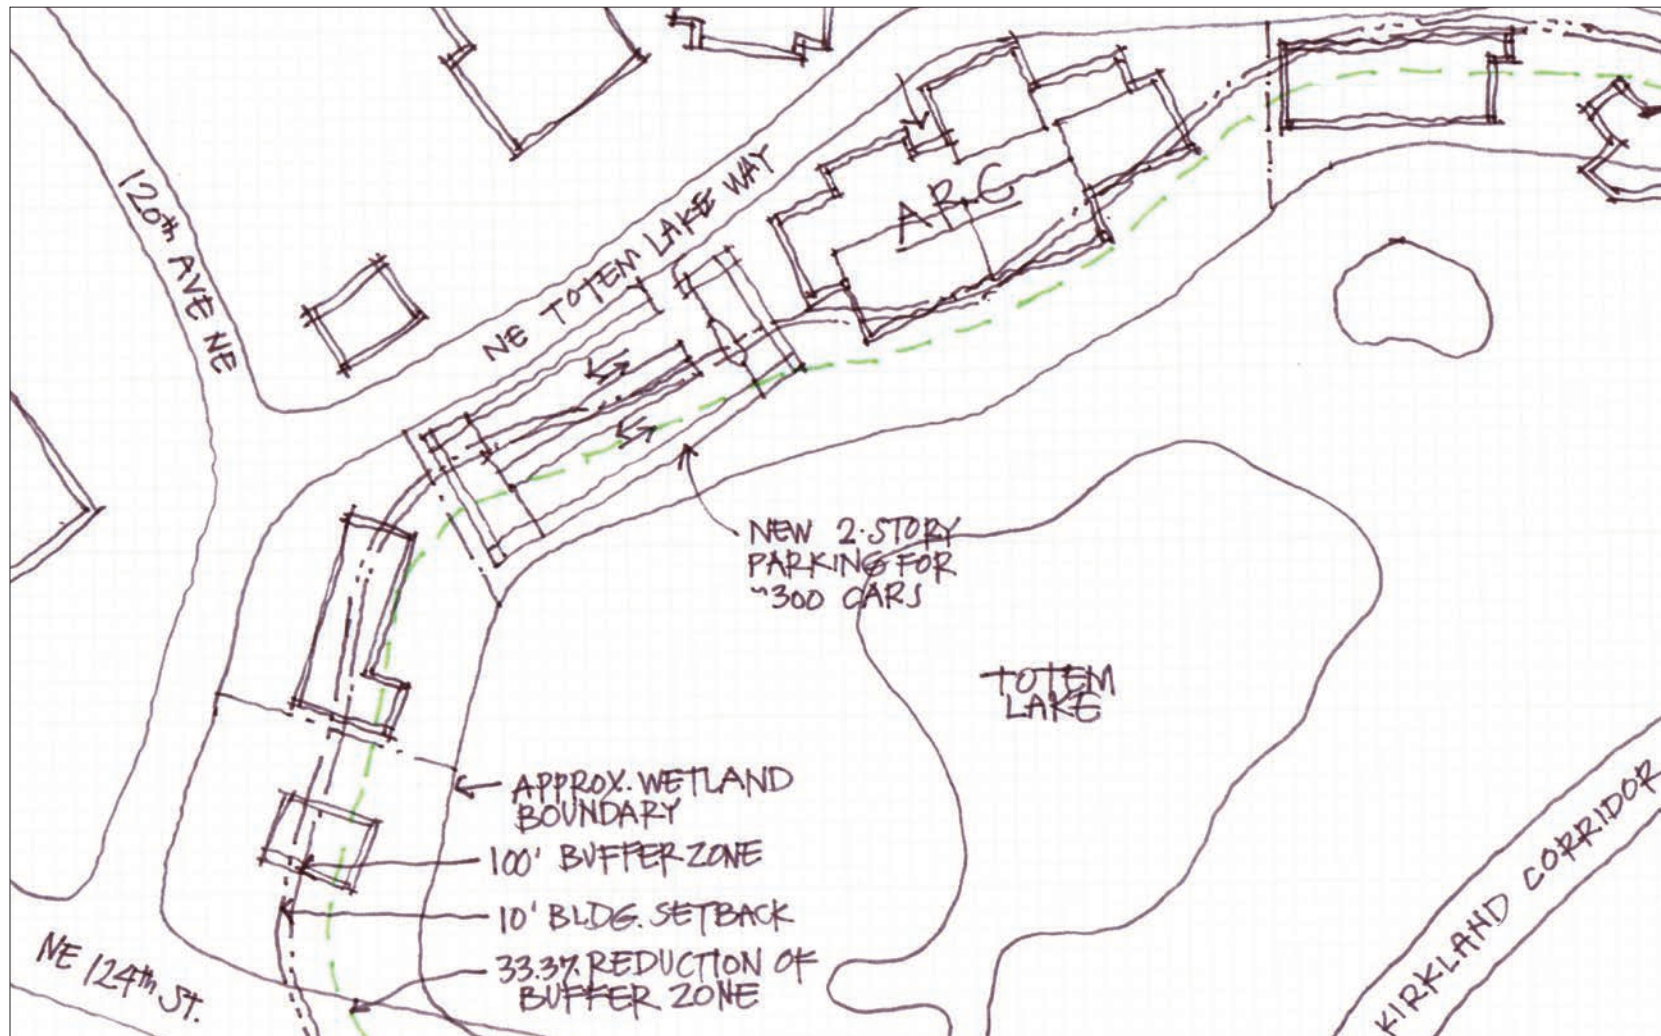 120th AVE NE
NE TOTEM LAKE WAY
ARC
NEW 2-STORY
PARKING FOR
~300 CARS
TOTEM
LAKE
APPROX. WETLAND
BOUNDARY
100' BUFFER ZONE
10' BLDG. SETBACK
33.3% REDUCTION OF
BUFFER ZONE
NE 124th ST.
KIRKLAND CORRIDOR